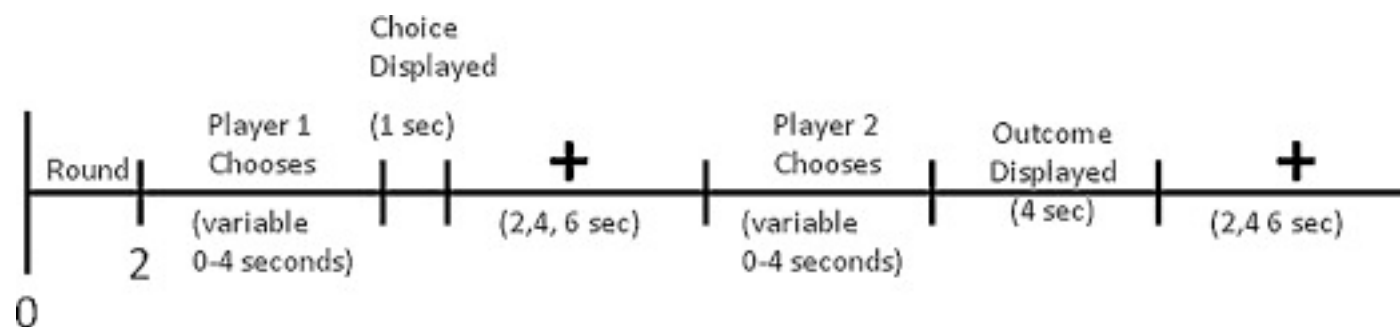 Choice
Displayed
Player 1
Chooses
(1 sec)
Player 2
Chooses
Outcome
Displayed
(4 sec)
Round
+
+
(variable
0-4 seconds)
(2,4, 6 sec)
(variable
0-4 seconds)
(2,4 6 sec)
2
0